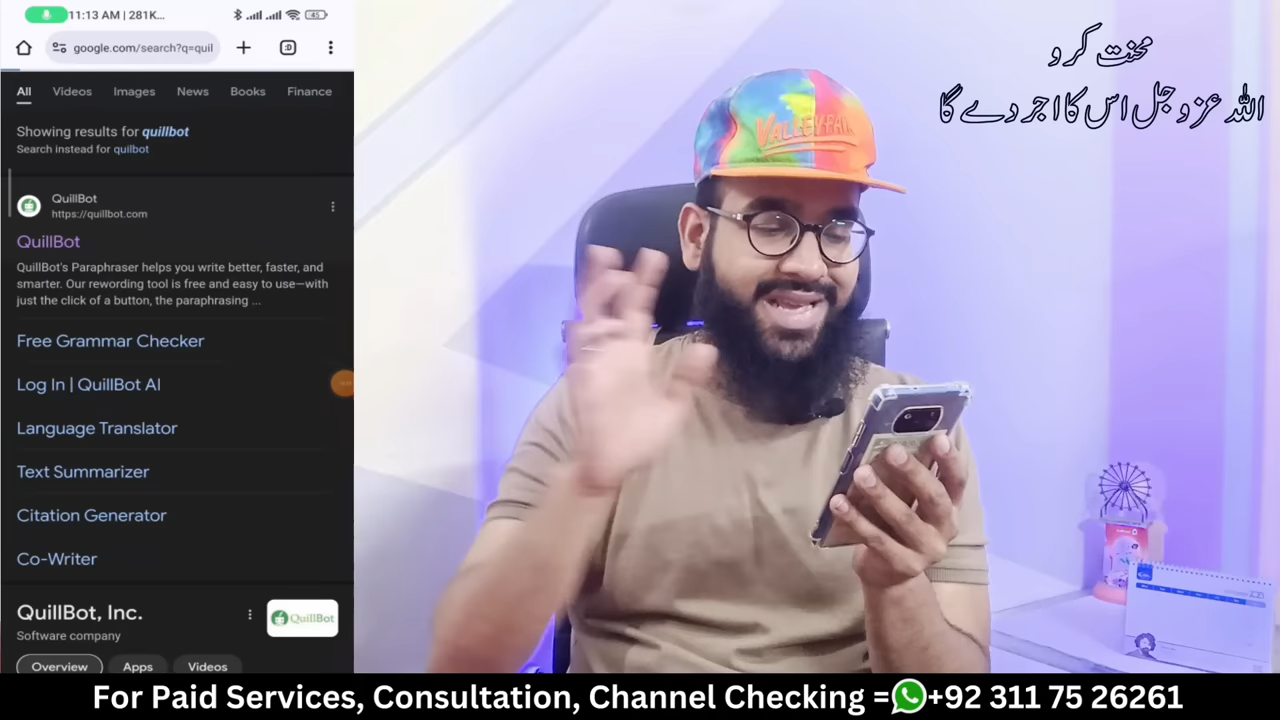 11:13 AM | 281K...
45
google.com/search?q=quil
:D
All Videos Images News Books Finance
Showing results for quillbot
Search instead for quilbot
QuillBot
https://quillbot.com
QuillBot
QuillBot's Paraphraser helps you write better, faster, and
smarter. Our rewording tool is free and easy to use—with
just the click of a button, the paraphrasing ...
Free Grammar Checker
Log In | QuillBot AI
Language Translator
Text Summarizer
Citation Generator
Co-Writer
QuillBot, Inc.
Software company
QuillBot
Overview Apps Videos
محنت کرو
اللہ عزوجل اس کا اجر دے گا
VALLEY
For Paid Services, Consultation, Channel Checking = +92 311 75 26261